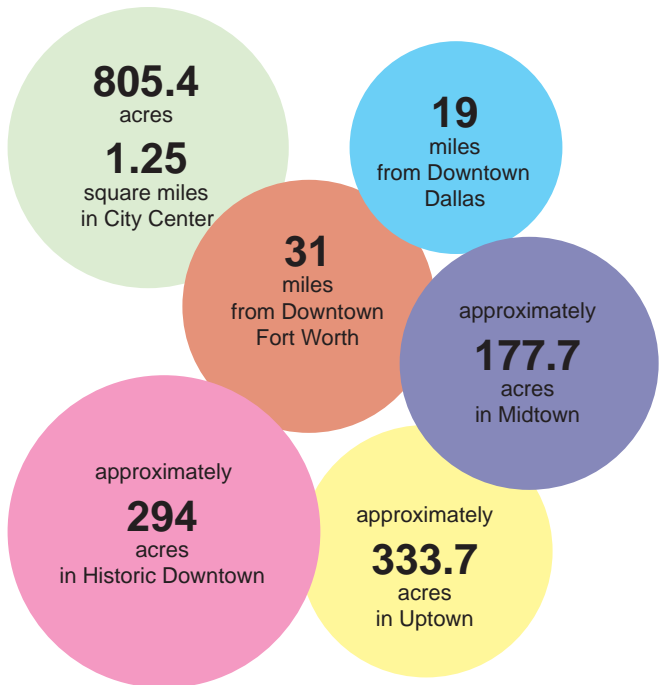 805.4
acres
1.25
square miles
in City Center
19
miles
from Downtown
Dallas
31
miles
from Downtown
Fort Worth
approximately
177.7
acres
in Midtown
approximately
294
acres
in Historic Downtown
approximately
333.7
acres
in Uptown